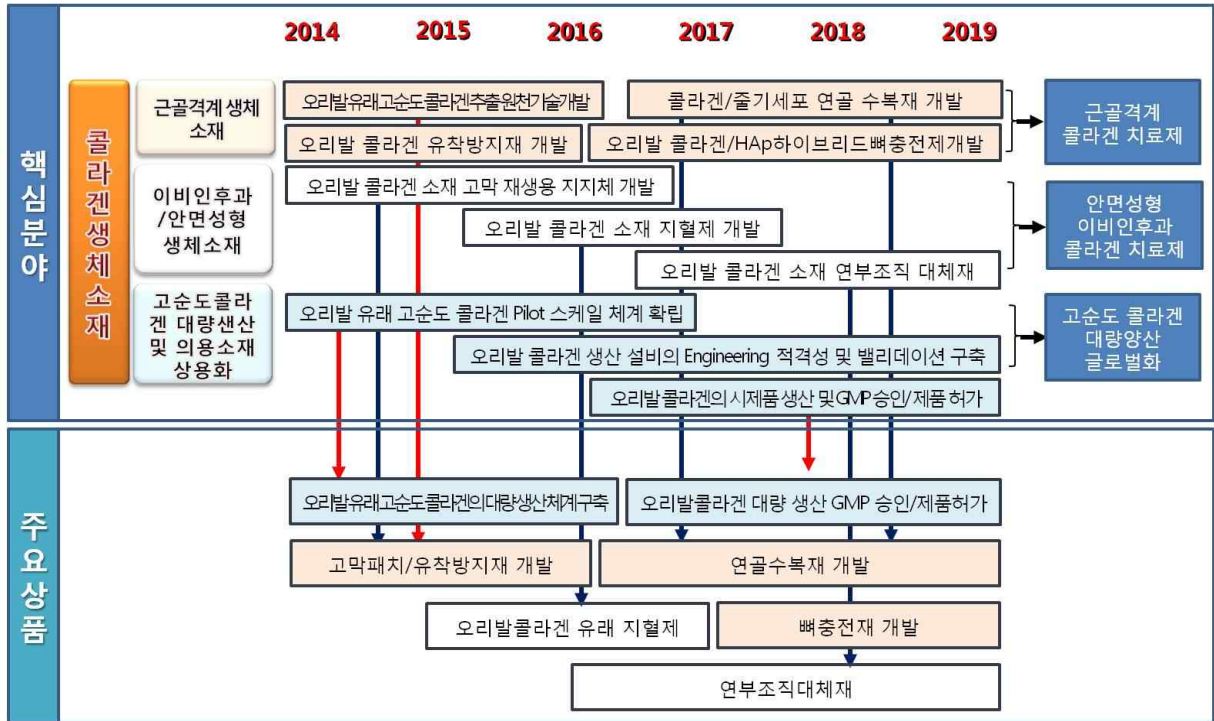 2014 2015 2016 2017 2018 2019
핵심분야
콜라겐생체소재
근골격계 생체
소재
오리발유래고순도콜라겐추출원천기술개발
콜라겐/줄기세포 연골 수복재 개발
오리발 콜라겐 유착방지재 개발
오리발 콜라겐/HAp하이브리드뼈충전제개발
근골격계
콜라겐 치료제
이비인후과
/안면성형
생체소재
오리발 콜라겐 소재 고막 재생용 지지체 개발
오리발 콜라겐 소재 지혈제 개발
오리발 콜라겐 소재 연부조직 대체재
안면성형
이비인후과
콜라겐 치료제
고순도콜라
겐 대량샌산
및 의용소재
상용화
오리발 유래 고순도 콜라겐 Pilot 스케일 체계 확립
오리발 콜라겐 생산 설비의 Engineering 적격성 및 밸리데이션 구축
오리발 콜라겐의 시제품 생산 및 GMP 승인/제품 허가
고순도 콜라겐
대량양산
글로벌화
주요상품
오리발유래고순도콜라겐의대량생산체계구축
오리발콜라겐 대량 생산 GMP 승인/제품허가
고막패치/유착방지재 개발
연골수복재 개발
오리발콜라겐 유래 지혈제
뼈충전재 개발
연부조직대체재